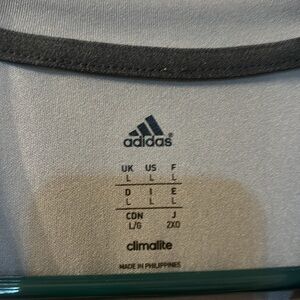 adidas®
UK US F
L L L
D I E
L L L
CDN J
L/G 2XO
climalite
MADE IN PHILIPPINES